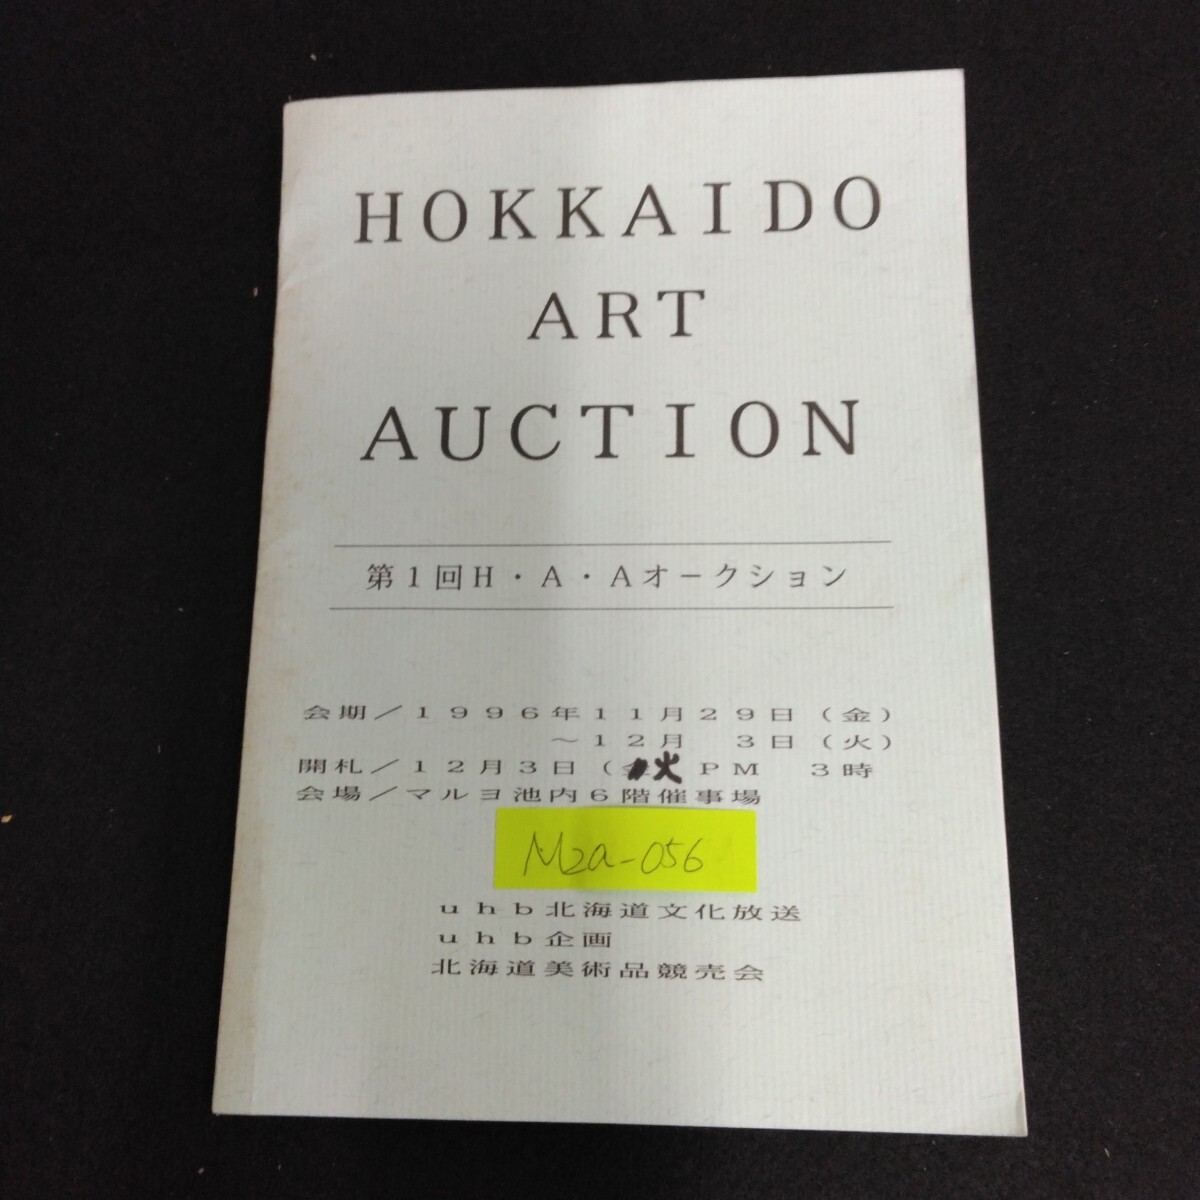 HOKKAIDO
ART
AUCTION
第１回Ｈ・Ａ・Ａオークション
会期／１９９６年１１月２９日（金）
～１２月　３日（火）
開札／１２月３日（火 ＰＭ　３時
会場／マルヨ池内６階催事場
M2a-056
ｕｈｂ北海道文化放送
ｕｈｂ企画
北海道美術品競売会